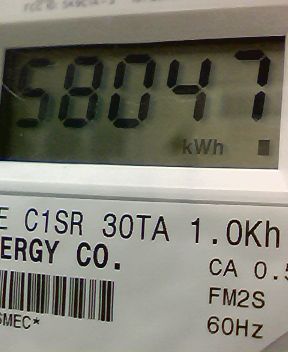 58047
kWh
E C1SR 30TA 1.0Kh
ERGY CO.
CA 0.5
FM2S
SMEC*
60Hz